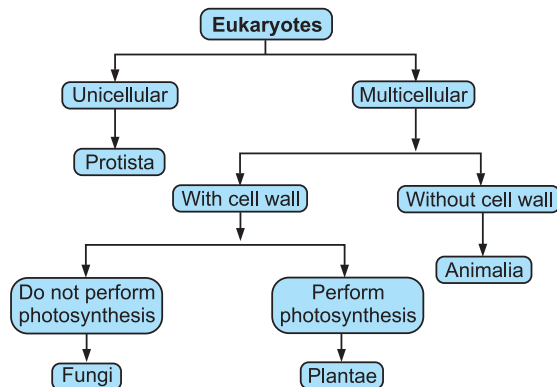 Eukaryotes
Unicellular
Multicellular
Protista
With cell wall
Without cell wall
Animalia
Do not perform
photosynthesis
Perform
photosynthesis
Fungi
Plantae